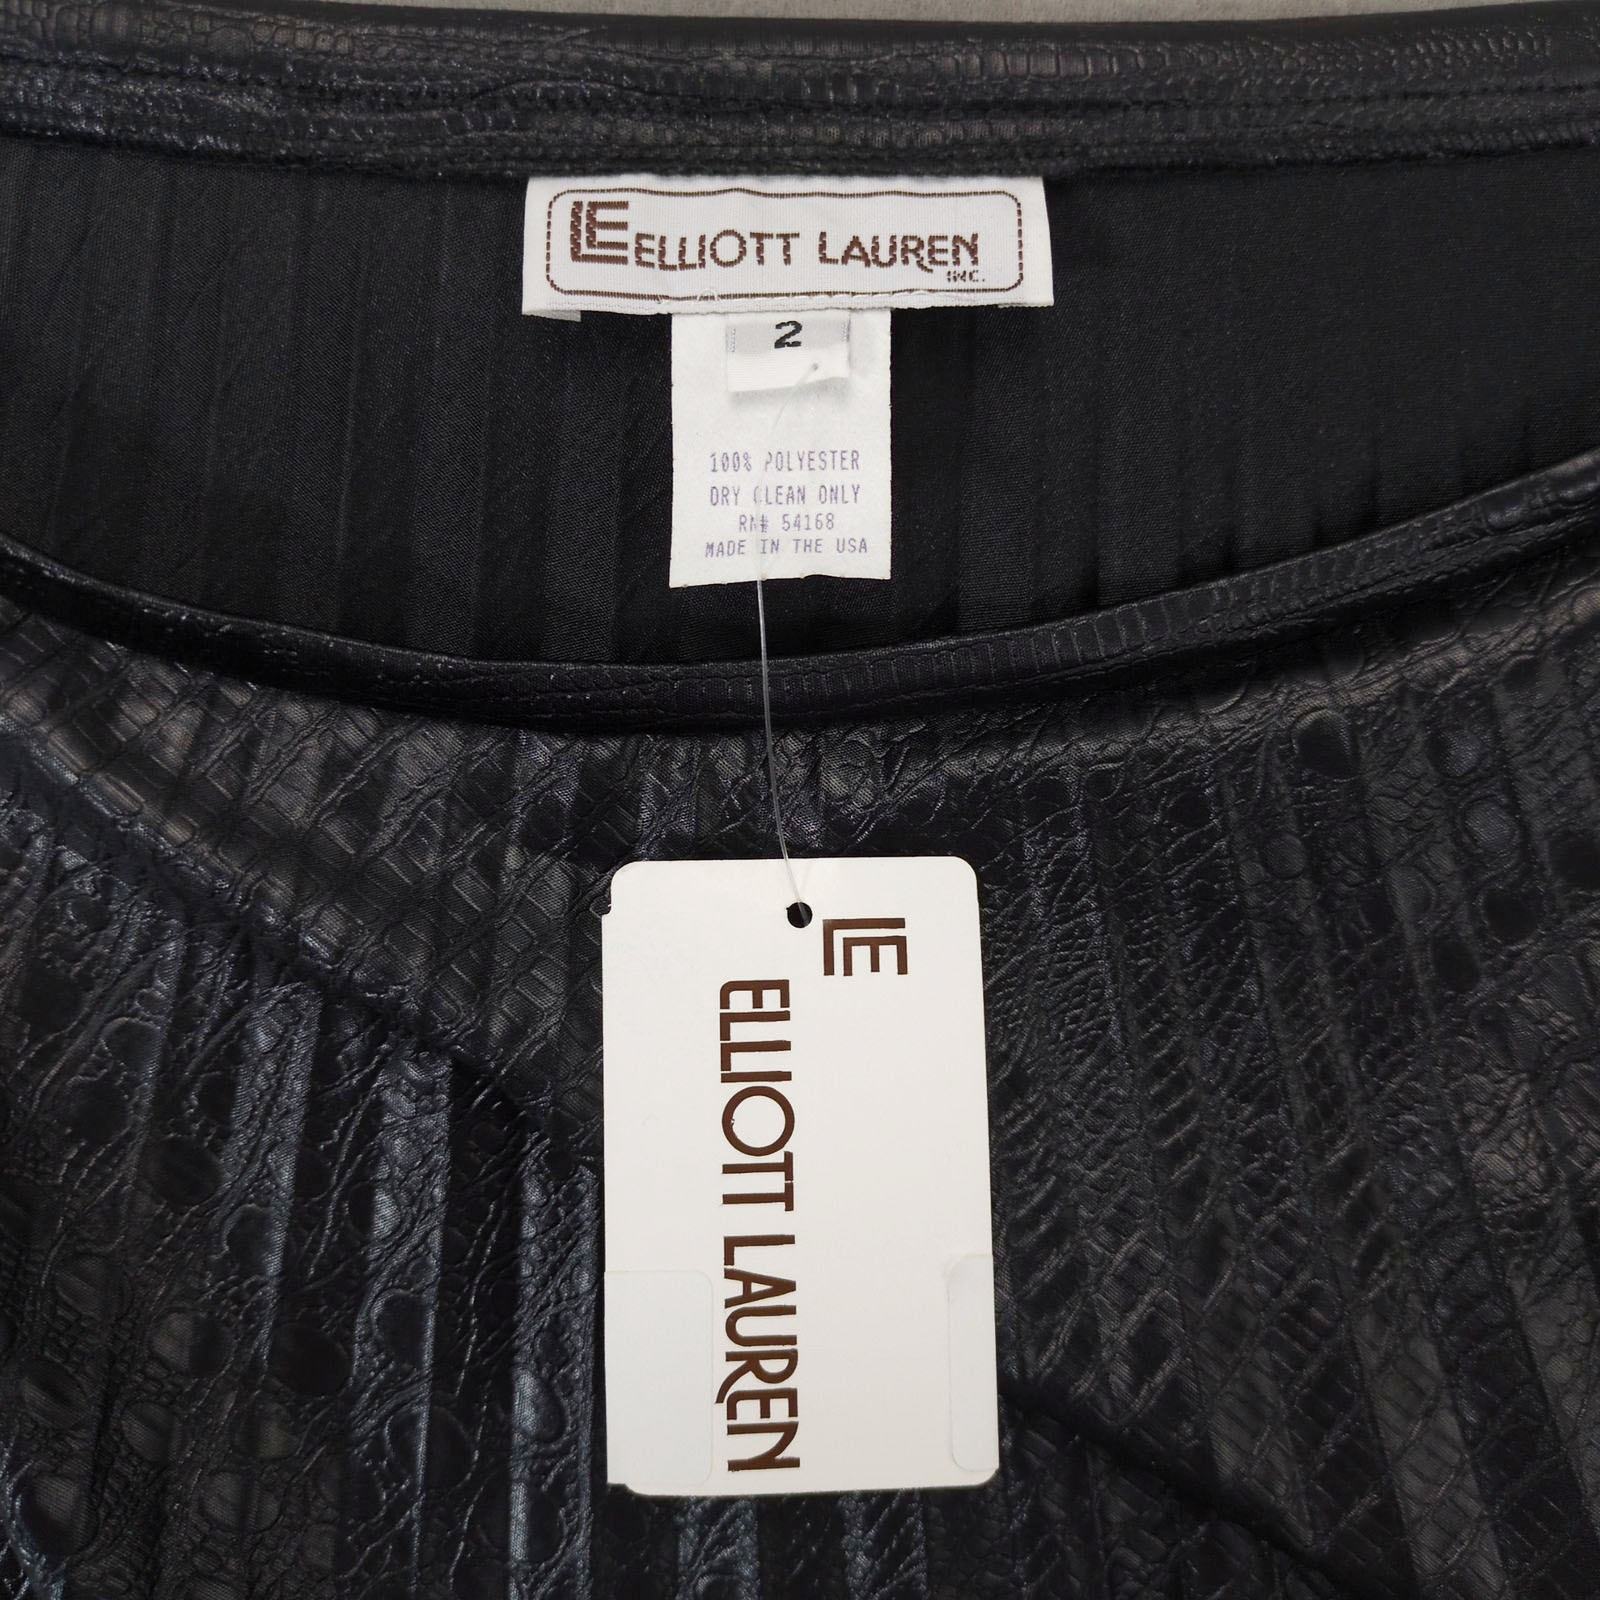 LE ELLIOTT LAUREN
INC.
2
100% POLYESTER
DRY CLEAN ONLY
RN# 54168
MADE IN THE USA
LE
ELLIOTT LAUREN